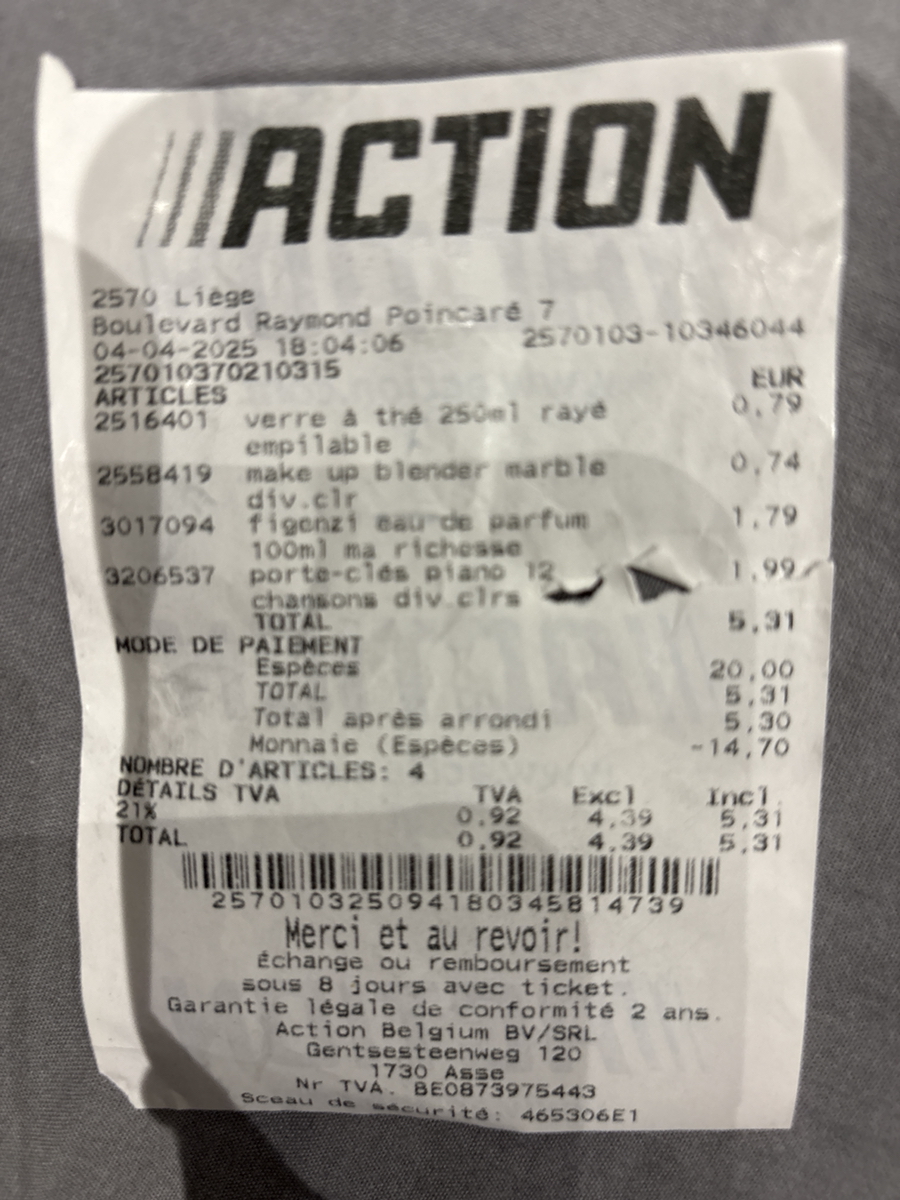 ACTION
2570 Liège
Boulevard Raymond Poincaré 7
04-04-2025 18:04:06 2570103-10346044
257010370210315 EUR
ARTICLES
2516401 verre à thé 250ml rayé 0,79
empilable
2558419 make up blender marble 0,74
div.clr
3017094 figenzi eau de parfum 1,79
100ml ma richesse
3206537 porte-clés piano 12 1,99
chansons div.clrs
TOTAL 5,31
MODE DE PAIEMENT
Espèces 20,00
TOTAL 5,31
Total après arrondi 5,30
Monnaie (Espèces) -14,70
NOMBRE D'ARTICLES: 4
DÉTAILS TVA TVA Excl Incl.
21% 0,92 4,39 5,31
TOTAL 0,92 4,39 5,31
257010325094180345814739
Merci et au revoir!
Échange ou remboursement
sous 8 jours avec ticket.
Garantie légale de conformité 2 ans.
Action Belgium BV/SRL
Gentsesteenweg 120
1730 Asse
Nr TVA. BE0873975443
Sceau de sécurité: 465306E1